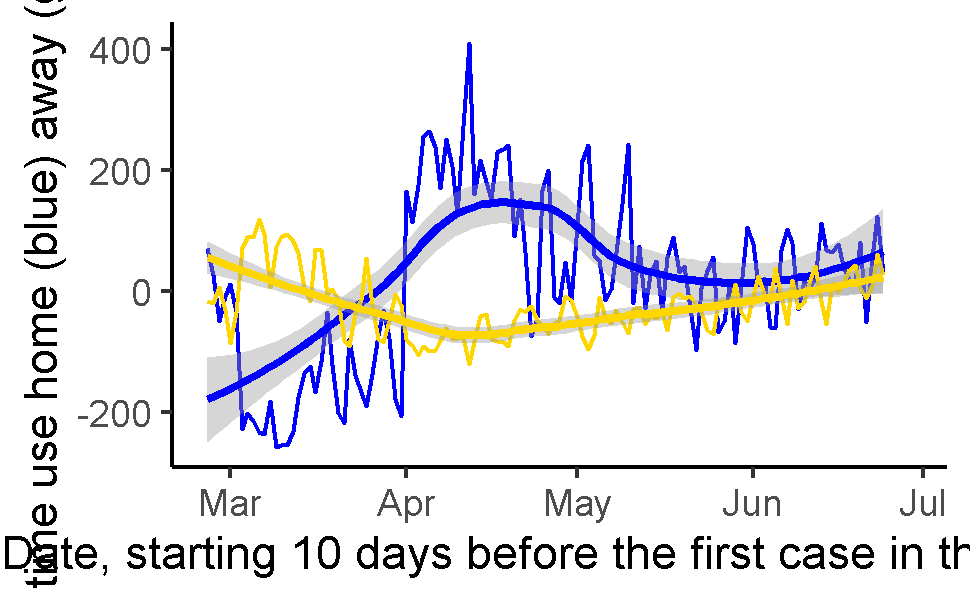 time use home (blue) away (
400
200
0
-200
Mar Apr May Jun Jul
Date, starting 10 days before the first case in th